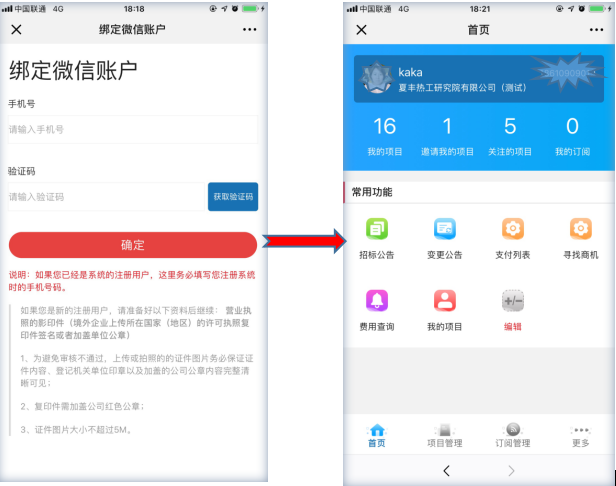 中国联通 4G 18:18
绑定微信账户
绑定微信账户
手机号
请输入手机号
验证码
请输入验证码
获取验证码
确定
说明：如果您已经是系统的注册用户，这里务必填写您注册系统
时的手机号码。
如果您是新的注册用户，请准备好以下资料后继续： 营业执
照的影印件（境外企业上传所在国家（地区）的许可执照复
印件签名或者加盖单位公章）
1、为避免审核不通过，上传或拍照的的证件图片务必保证证
件内容、登记机关单位印章以及加盖的公司公章内容完整清
晰可见；
2、复印件需加盖公司红色公章；
3、证件图片大小不超过5M。
中国联通 4G 18:21
首页
kaka
夏丰热工研究院有限公司（测试）
16 1 5 0
我的项目 邀请我的项目 关注的项目 我的订阅
常用功能
招标公告 变更公告 支付列表 寻找商机
+/-
费用查询 我的项目 编辑
首页 项目管理 订阅管理 更多